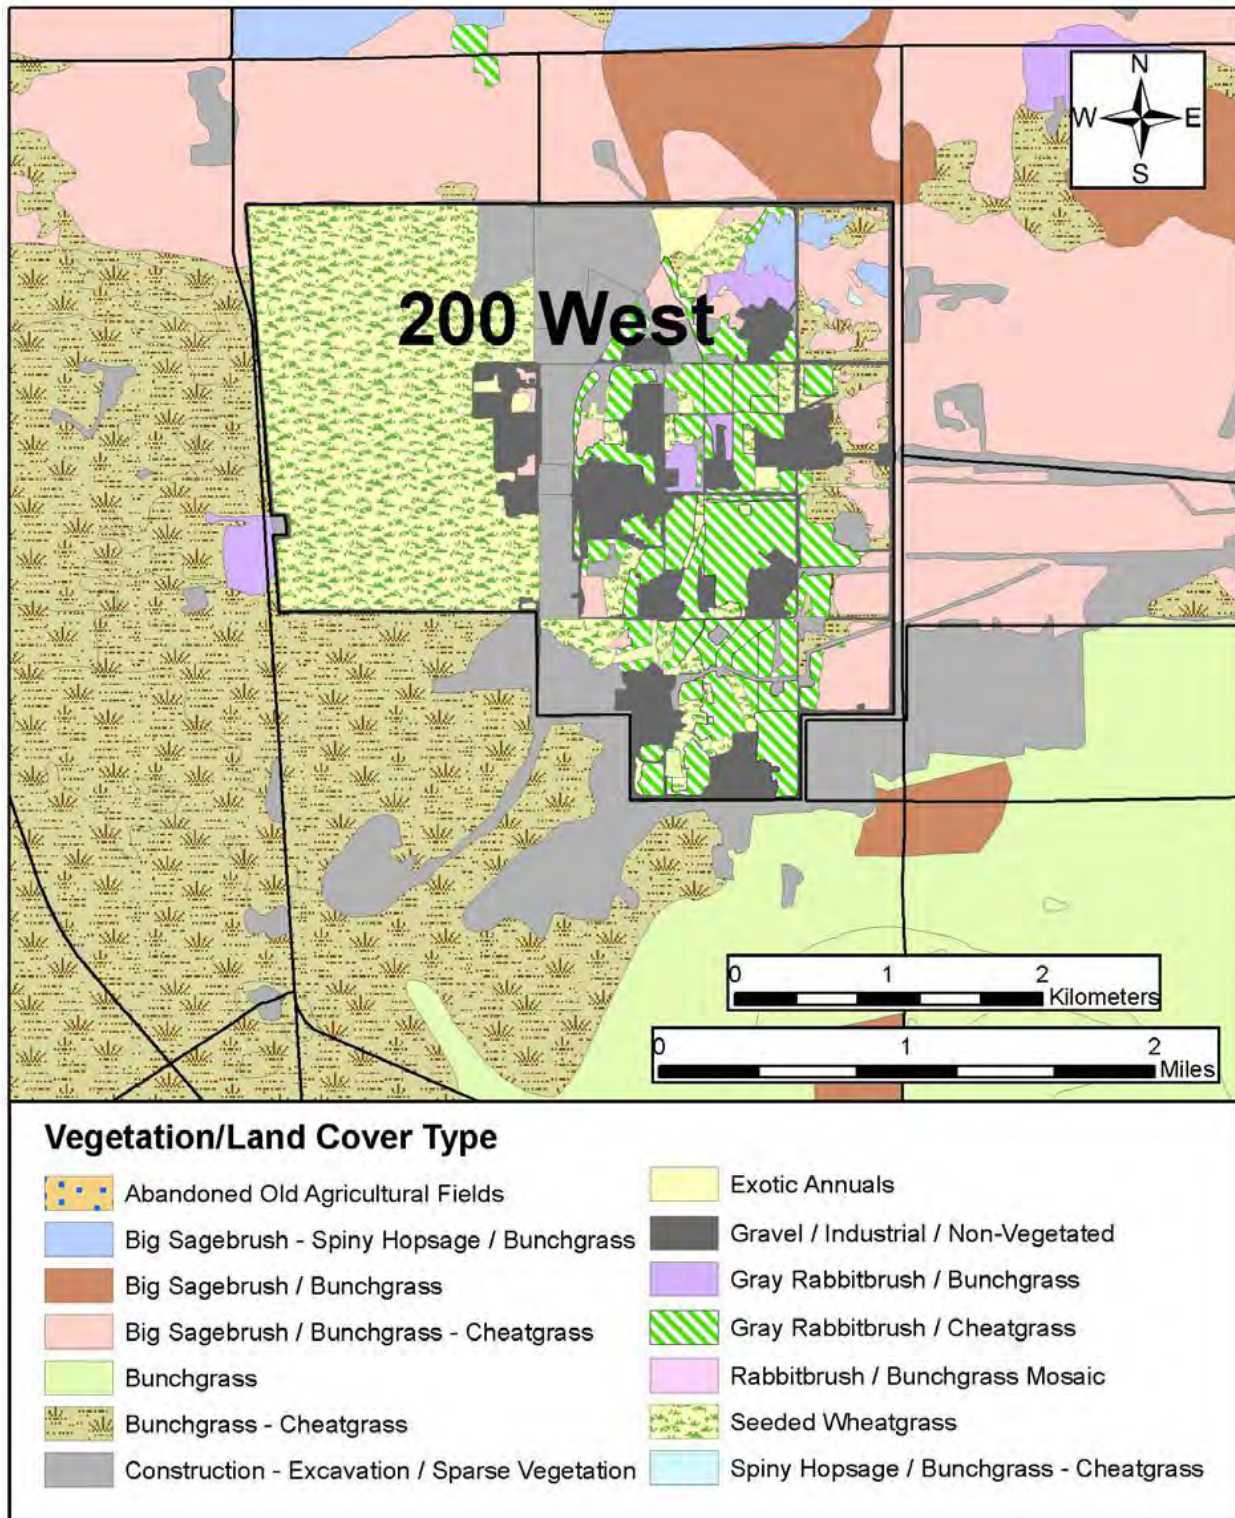 N
W E
S
200 West
0 1 2
Kilometers
0 1 2
Miles
Vegetation/Land Cover Type
Abandoned Old Agricultural Fields
Big Sagebrush - Spiny Hopsage / Bunchgrass
Big Sagebrush / Bunchgrass
Big Sagebrush / Bunchgrass - Cheatgrass
Bunchgrass
Bunchgrass - Cheatgrass
Construction - Excavation / Sparse Vegetation
Exotic Annuals
Gravel / Industrial / Non-Vegetated
Gray Rabbitbrush / Bunchgrass
Gray Rabbitbrush / Cheatgrass
Rabbitbrush / Bunchgrass Mosaic
Seeded Wheatgrass
Spiny Hopsage / Bunchgrass - Cheatgrass